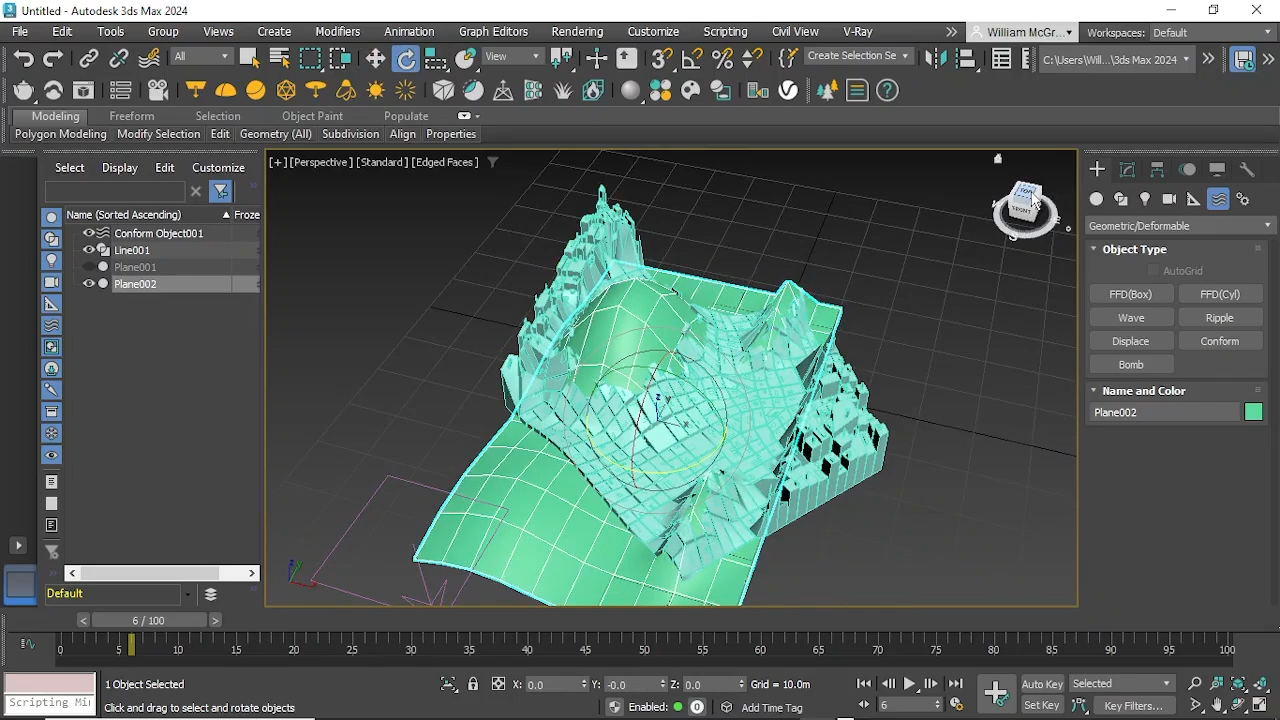 Untitled - Autodesk 3ds Max 2024
File Edit Tools Group Views Create Modifiers Animation Graph Editors Rendering Customize Scripting Civil View V-Ray William McGr... Workspaces: Default
All View Create Selection Se C:\Users\Will...\3ds Max 2024
Modeling Freeform Selection Object Paint Populate
Polygon Modeling Modify Selection Edit Geometry (All) Subdivision Align Properties
Select Display Edit Customize
[+] [Perspective] [Standard] [Edged Faces]
Name (Sorted Ascending) Froze
Conform Object001
Line001
Plane001
Plane002
FRONT
Geometric/Deformable
Object Type
AutoGrid
FFD(Box) FFD(Cyl)
Wave Ripple
Displace Conform
Bomb
Name and Color
Plane002
Default
6 / 100
0 5 10 15 20 25 30 35 40 45 50 55 60 65 70 75 80 85 90 95 100
1 Object Selected X: 0.0 Y: -0.0 Z: 0.0 Grid = 10.0m Auto Key Selected
Scripting Mi Click and drag to select and rotate objects Enabled: Add Time Tag 6 Set Key Key Filters...